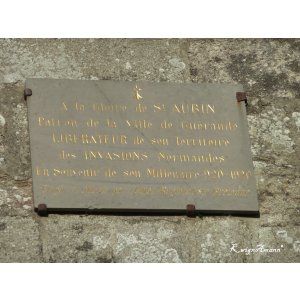 A la Gloire de St AUBIN
Patron de la Ville de Guérande
LIBERATEUR de son Territoire
des INVASIONS Normandes
En Souvenir de son Millénaire 920-1920